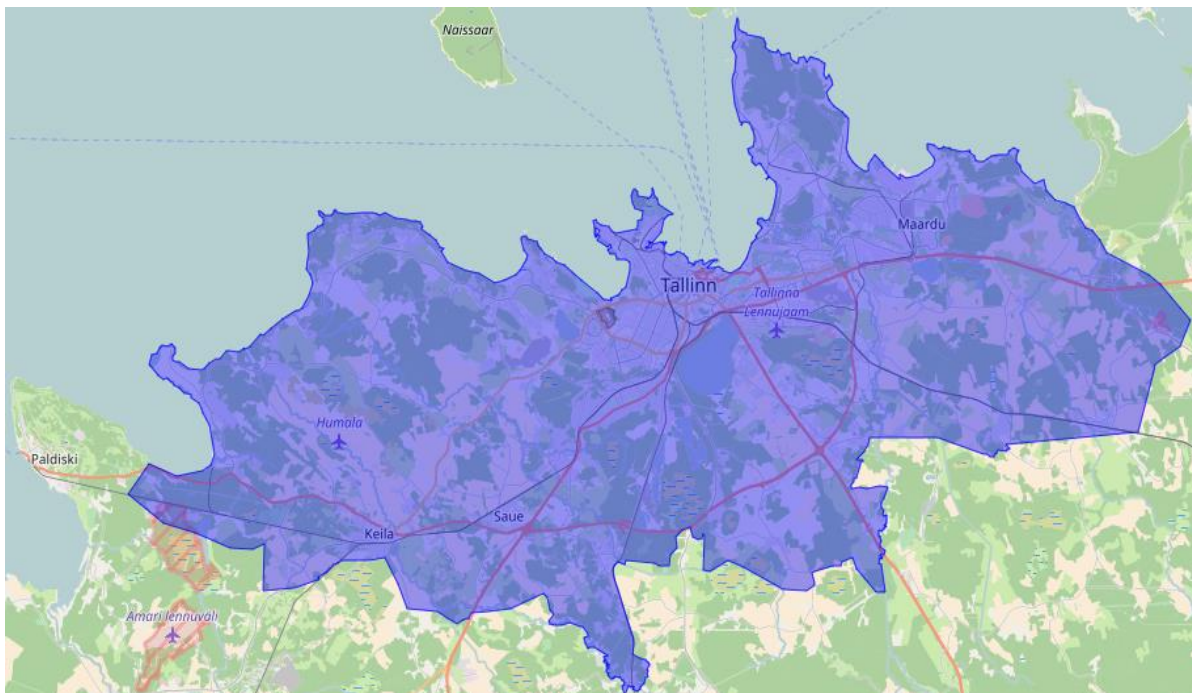 Naissaar
Maardu
Tallinn
Tallinna
Lennujaam
Humala
Paldiski
Saue
Keila
Ämari lennuväli